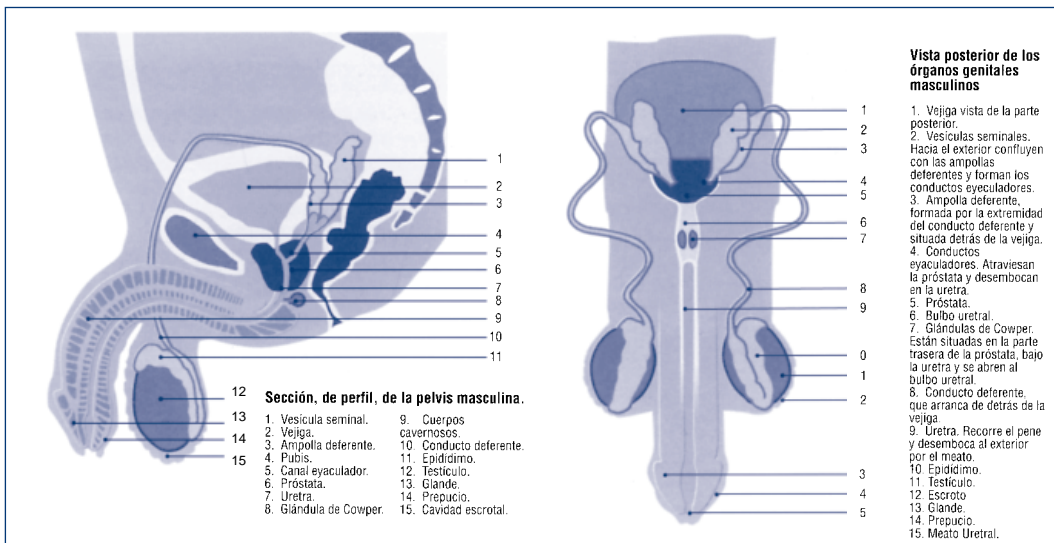 1
2
3
4
5
6
7
8
9
10
11
12
13
14
15
Sección, de perfil, de la pelvis masculina.
1. Vesícula seminal.
2. Vejiga.
3. Ampolla deferente.
4. Pubis.
5. Canal eyaculador.
6. Próstata.
7. Uretra.
8. Glándula de Cowper.
9. Cuerpos
cavernosos.
10. Conducto deferente.
11. Epidídimo.
12. Testículo.
13. Glande.
14. Prepucio.
15. Cavidad escrotal.
1
2
3
4
5
6
7
8
9
0
1
2
3
4
5
Vista posterior de los
órganos genitales
masculinos
1. Vejiga vista de la parte
posterior.
2. Vesículas seminales.
Hacia el exterior confluyen
con las ampollas
deferentes y forman los
conductos eyeculadores.
3. Ampolla deferente,
formada por la extremidad
del conducto deferente y
situada detrás de la vejiga.
4. Conductos
eyaculadores. Atraviesan
la próstata y desembocan
en la uretra.
5. Próstata.
6. Bulbo uretral.
7. Glándulas de Cowper.
Están situadas en la parte
trasera de la próstata, bajo
la uretra y se abren al
bulbo uretral.
8. Conducto deferente,
que arranca de detrás de la
vejiga
9. Uretra. Recorre el pene
y desemboca al exterior
por el meato.
10. Epidídimo.
11. Testículo.
12. Escroto
13. Glande.
14. Prepucio.
15. Meato Uretral.